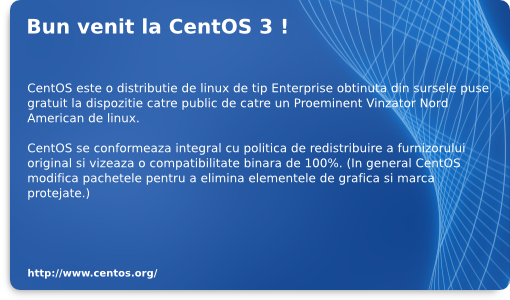 Bun venit la CentOS 3 !
CentOS este o distributie de linux de tip Enterprise obtinuta din sursele puse
gratuit la dispozitie catre public de catre un Proeminent Vinzator Nord
American de linux.
CentOS se conformeaza integral cu politica de redistribuire a furnizorului
original si vizeaza o compatibilitate binara de 100%. (In general CentOS
modifica pachetele pentru a elimina elementele de grafica si marca
protejate.)
http://www.centos.org/